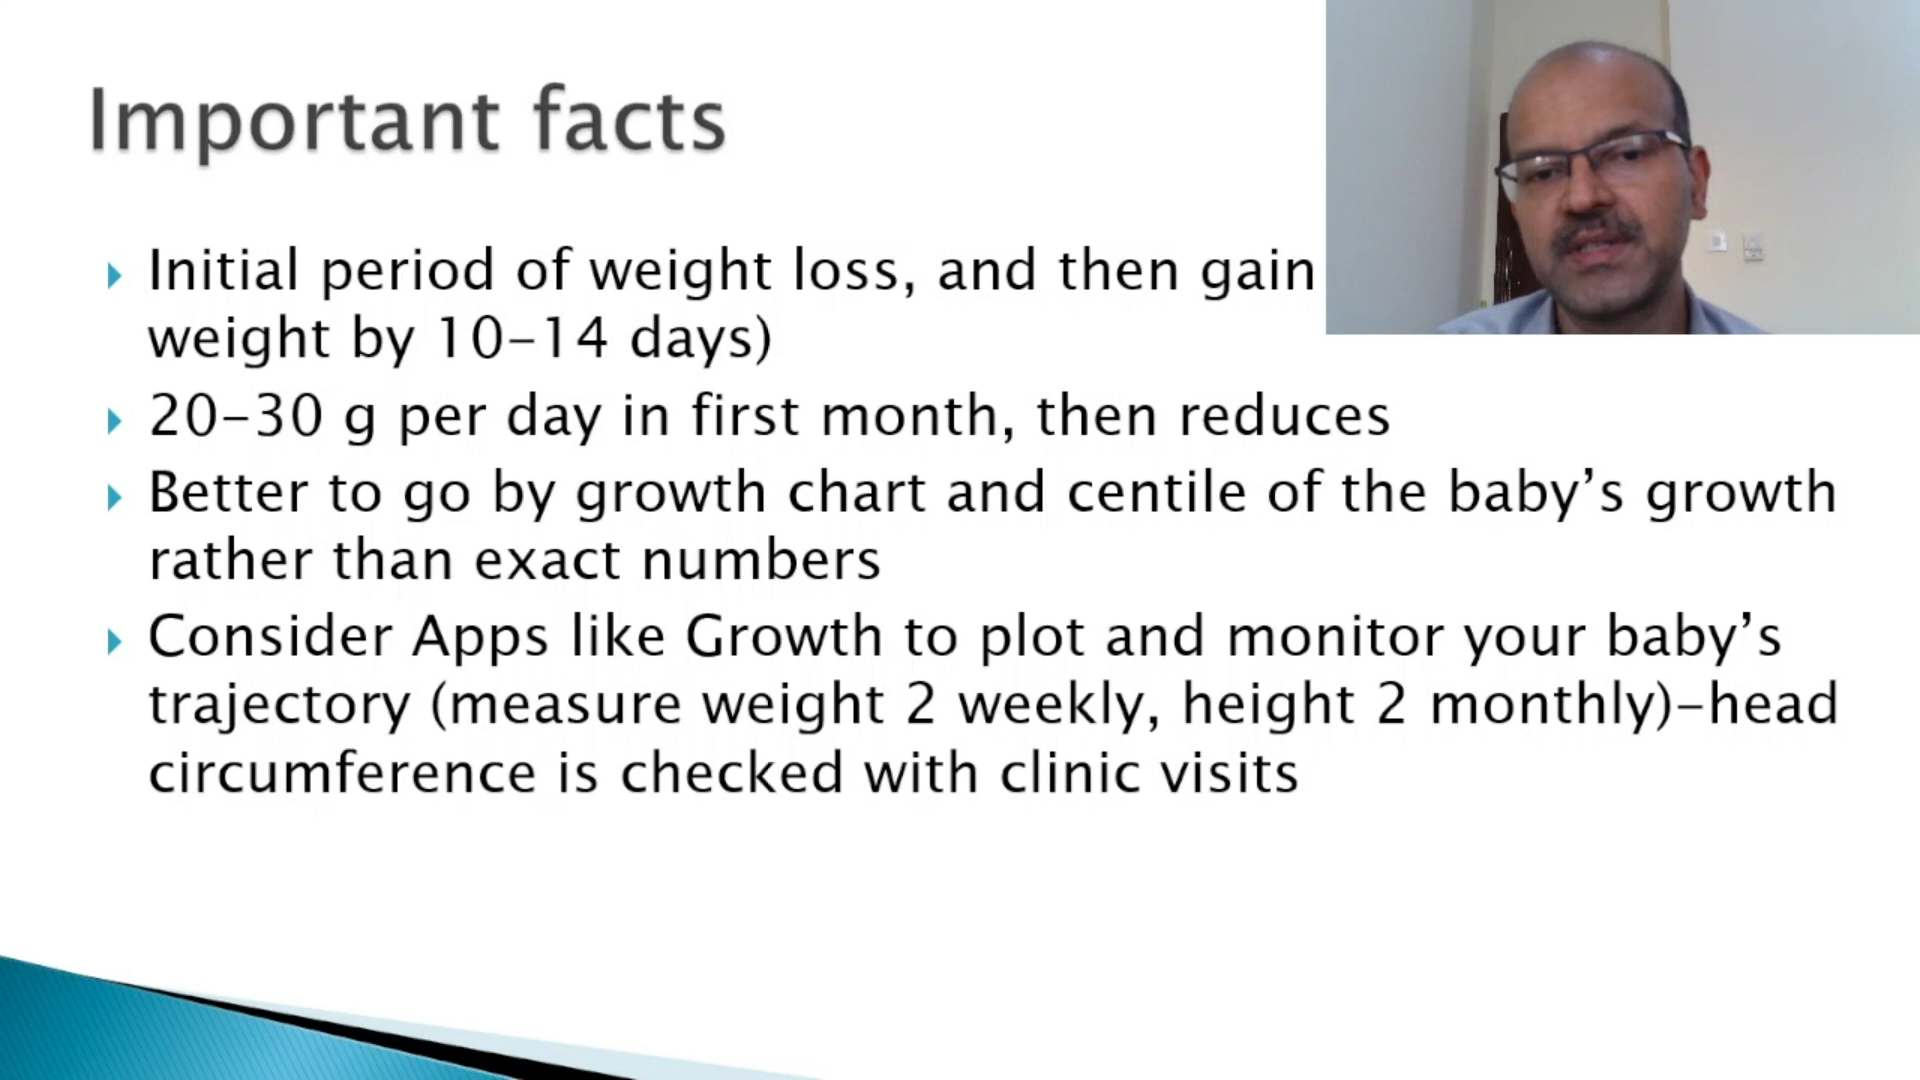 Important facts
Initial period of weight loss, and then gain
weight by 10-14 days)
20-30 g per day in first month, then reduces
Better to go by growth chart and centile of the baby’s growth
rather than exact numbers
Consider Apps like Growth to plot and monitor your baby’s
trajectory (measure weight 2 weekly, height 2 monthly)-head
circumference is checked with clinic visits